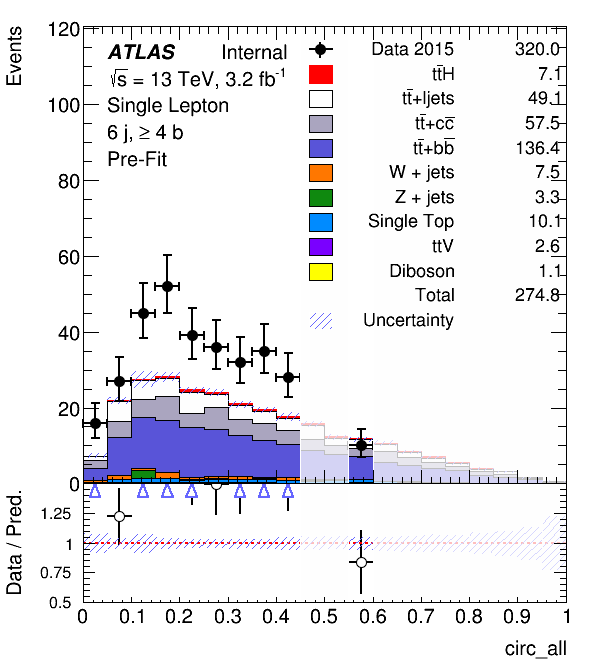 Events
120
100
80
60
40
20
0
ATLAS Internal
√s = 13 TeV, 3.2 fb⁻¹
Single Lepton
6 j, ≥ 4 b
Pre-Fit
Data 2015 320.0
tt̄H 7.1
tt̄+ljets 49.1
tt̄+cc̄ 57.5
tt̄+bb̄ 136.4
W + jets 7.5
Z + jets 3.3
Single Top 10.1
ttV 2.6
Diboson 1.1
Total 274.8
Uncertainty
Data / Pred.
1.25
1
0.75
0.5
0 0.1 0.2 0.3 0.4 0.5 0.6 0.7 0.8 0.9 1
circ_all